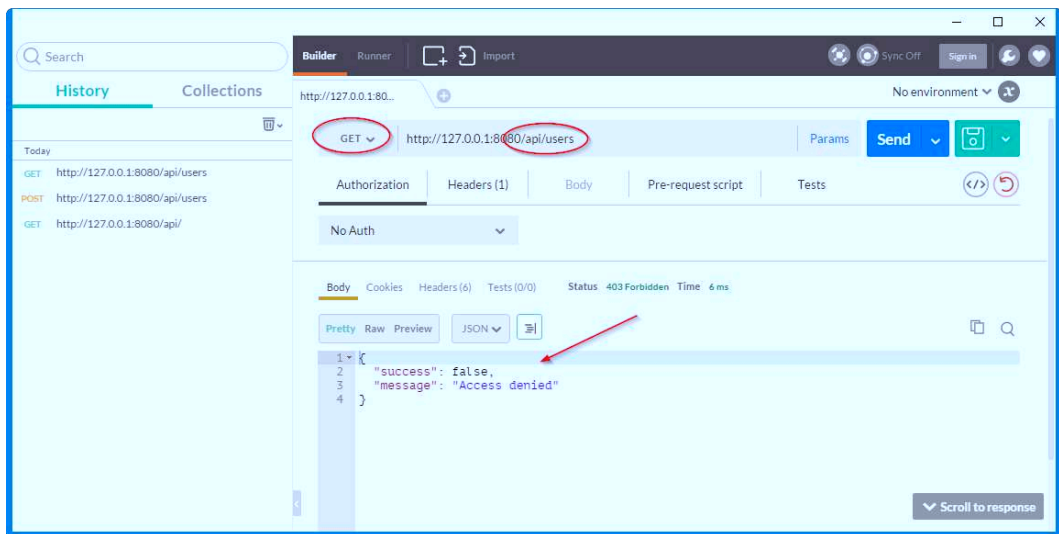 Search
Builder Runner Import Sync Off Sign in
History Collections
http://127.0.0.1:80... No environment
GET http://127.0.0.1:8080/api/users Params Send
Today
GET http://127.0.0.1:8080/api/users
POST http://127.0.0.1:8080/api/users
GET http://127.0.0.1:8080/api/
Authorization Headers (1) Body Pre-request script Tests
No Auth
Body Cookies Headers (6) Tests (0/0) Status 403 Forbidden Time 6 ms
Pretty Raw Preview JSON
1 {
2 "success": false,
3 "message": "Access denied"
4 }
Scroll to response